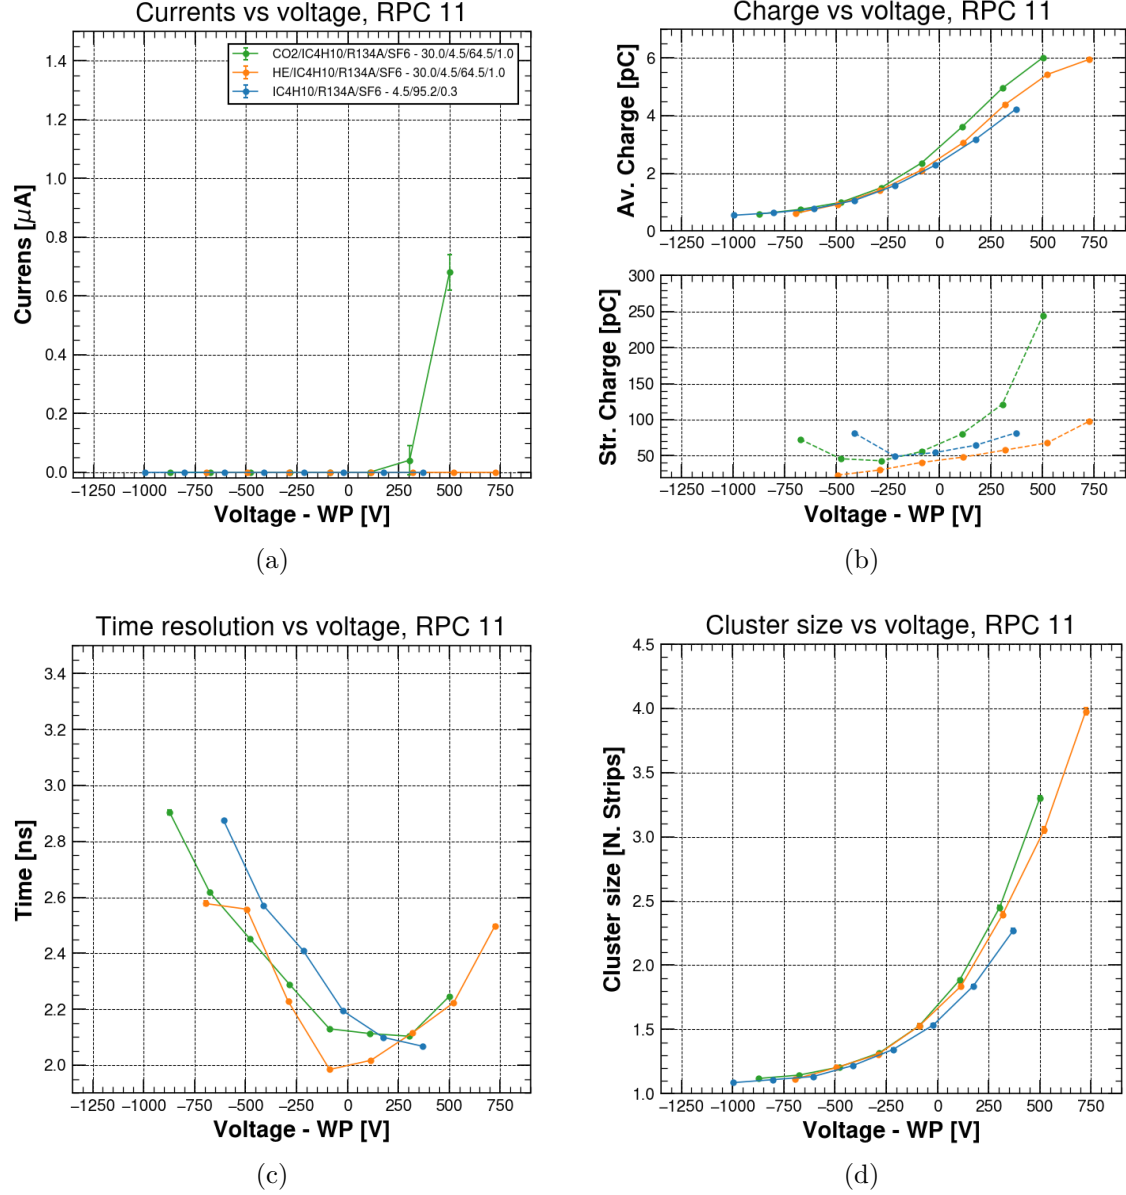 Currents vs voltage, RPC 11
CO2/IC4H10/R134A/SF6 - 30.0/4.5/64.5/1.0
HE/IC4H10/R134A/SF6 - 30.0/4.5/64.5/1.0
IC4H10/R134A/SF6 - 4.5/95.2/0.3
1.4
1.2
1.0
0.8
0.6
0.4
0.2
0.0
Currens [μA]
−1250 −1000 −750 −500 −250 0 250 500 750
Voltage - WP [V]
(a)
Charge vs voltage, RPC 11
6
4
2
0
Av. Charge [pC]
−1250 −1000 −750 −500 −250 0 250 500 750
300
250
200
150
100
50
Str. Charge [pC]
−1250 −1000 −750 −500 −250 0 250 500 750
Voltage - WP [V]
(b)
Time resolution vs voltage, RPC 11
3.4
3.2
3.0
2.8
2.6
2.4
2.2
2.0
Time [ns]
−1250 −1000 −750 −500 −250 0 250 500 750
Voltage - WP [V]
(c)
Cluster size vs voltage, RPC 11
4.5
4.0
3.5
3.0
2.5
2.0
1.5
1.0
Cluster size [N. Strips]
−1250 −1000 −750 −500 −250 0 250 500 750
Voltage - WP [V]
(d)